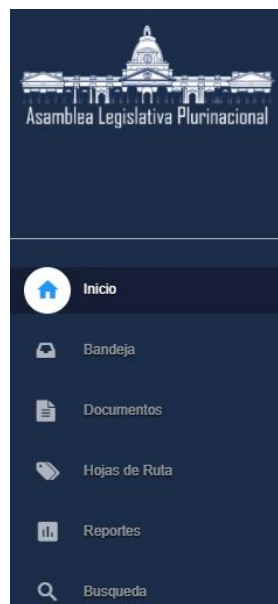 Asamblea Legislativa Plurinacional
Inicio
Bandeja
Documentos
Hojas de Ruta
Reportes
Busqueda